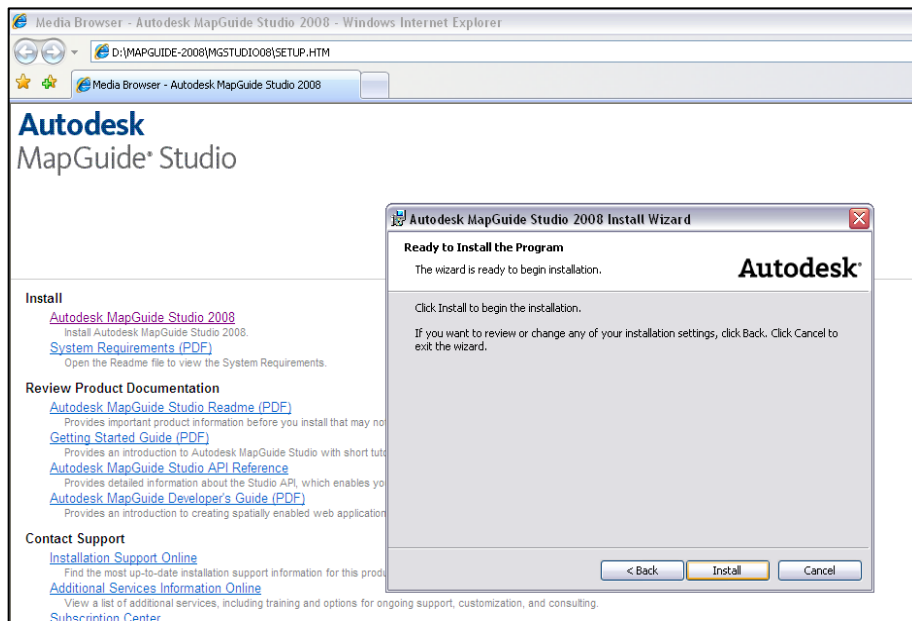 Media Browser - Autodesk MapGuide Studio 2008 - Windows Internet Explorer
D:\MAPGUIDE-2008\MGSTUDIO08\SETUP.HTM
Media Browser - Autodesk MapGuide Studio 2008
Autodesk
MapGuide® Studio
Install
Autodesk MapGuide Studio 2008
Install Autodesk MapGuide Studio 2008.
System Requirements (PDF)
Open the Readme file to view the System Requirements.
Review Product Documentation
Autodesk MapGuide Studio Readme (PDF)
Provides important product information before you install that may no
Getting Started Guide (PDF)
Provides an introduction to Autodesk MapGuide Studio with short tuto
Autodesk MapGuide Studio API Reference
Provides detailed information about the Studio API, which enables yo
Autodesk MapGuide Developer's Guide (PDF)
Provides an introduction to creating spatially enabled web application
Contact Support
Installation Support Online
Find the most up-to-date installation support information for this produ
Additional Services Information Online
View a list of additional services, including training and options for ongoing support, customization, and consulting.
Subscription Center
Autodesk MapGuide Studio 2008 Install Wizard
Ready to Install the Program
The wizard is ready to begin installation.
Autodesk®
Click Install to begin the installation.
If you want to review or change any of your installation settings, click Back. Click Cancel to
exit the wizard.
< Back
Install
Cancel